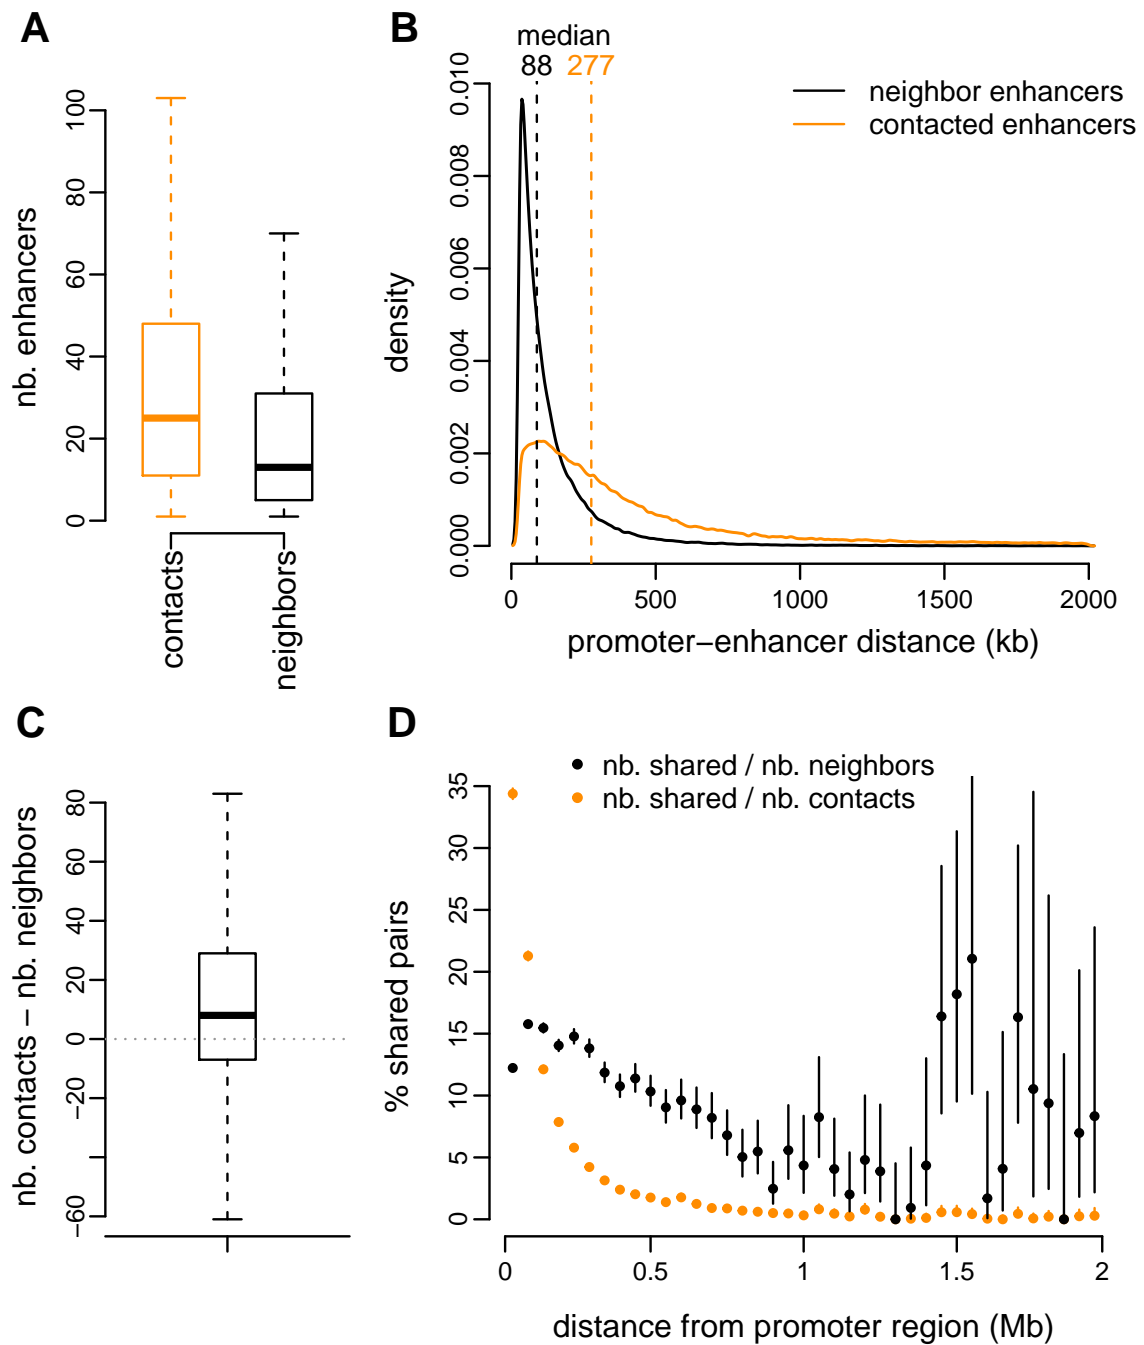 A
nb. enhancers
0
20
40
60
80
100
contacts
neighbors
B
median
88 277
neighbor enhancers
contacted enhancers
density
0.000
0.002
0.004
0.006
0.008
0.010
0
500
1000
1500
2000
promoter−enhancer distance (kb)
C
nb. contacts − nb. neighbors
−60
−20
0
20
40
60
80
D
nb. shared / nb. neighbors
nb. shared / nb. contacts
% shared pairs
0
5
10
15
20
25
30
35
0
0.5
1
1.5
2
distance from promoter region (Mb)